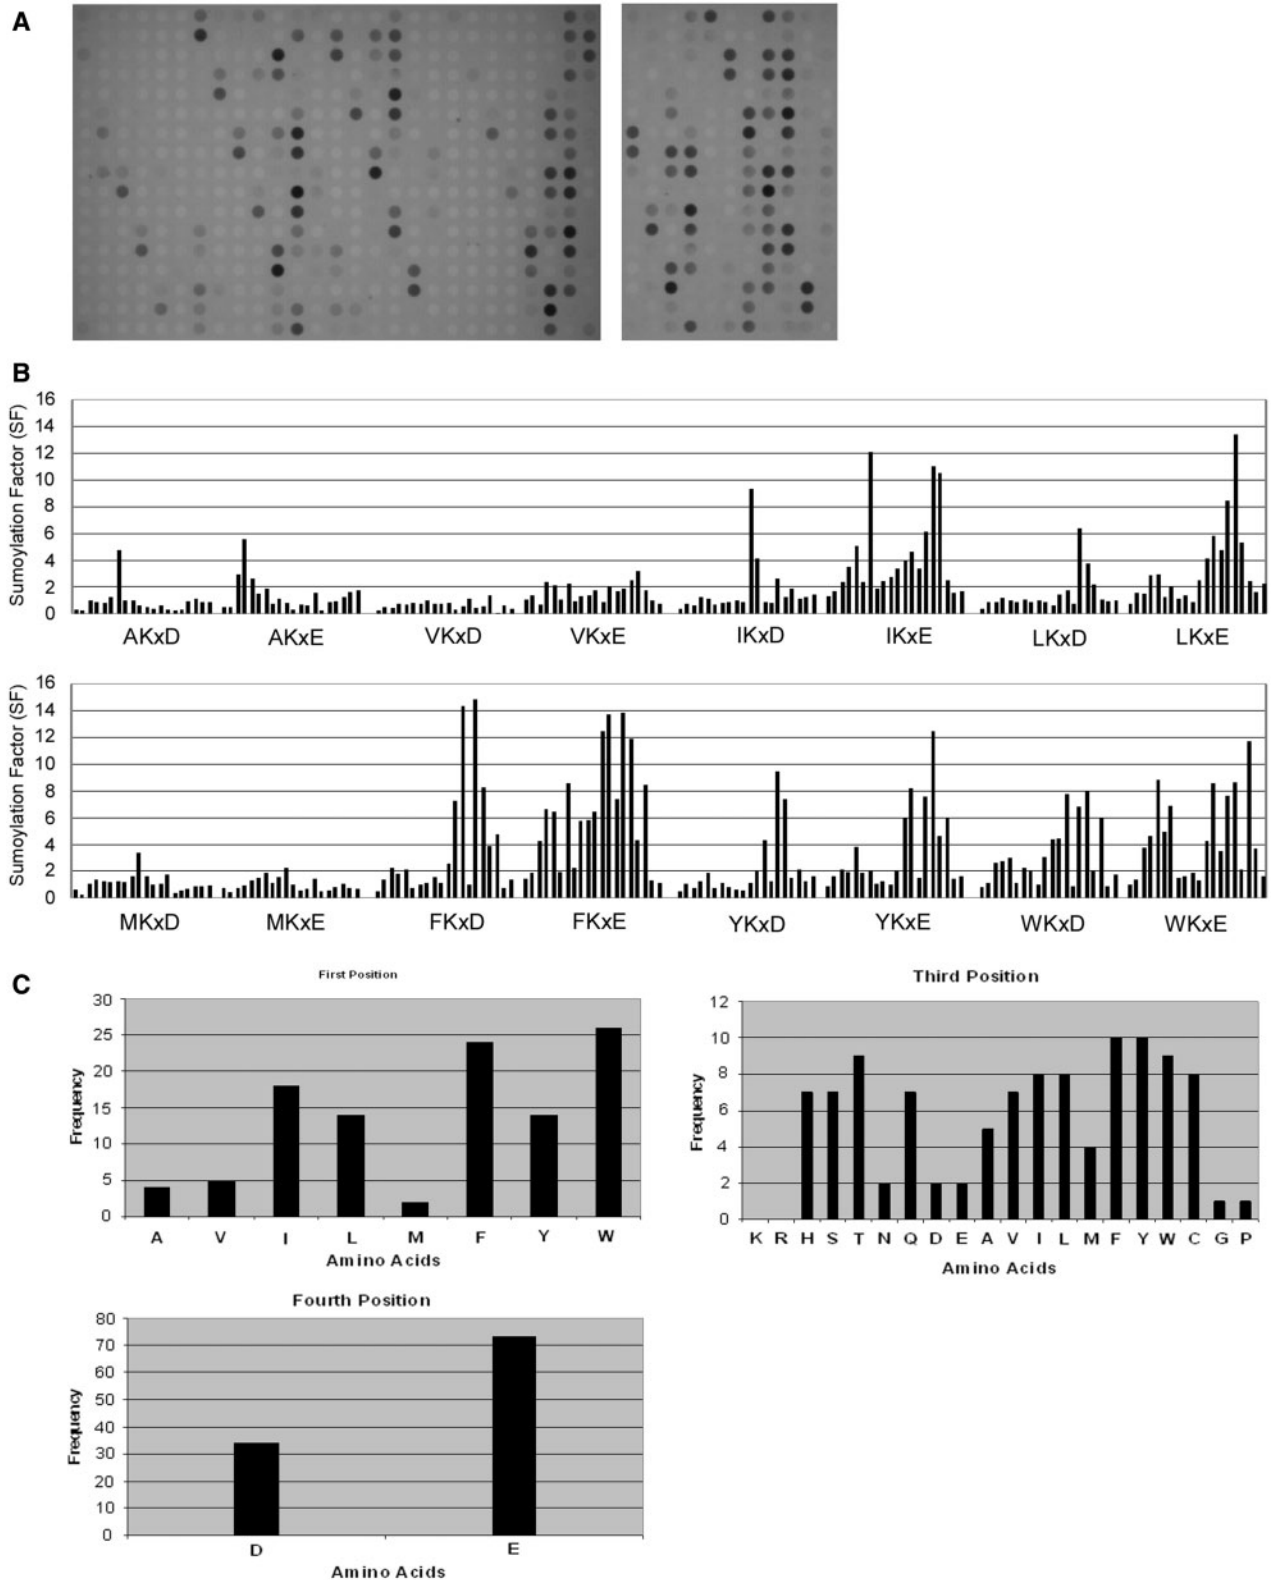 A
B
Sumoylation Factor (SF)
16
14
12
10
8
6
4
2
0
AKxD AKxE VKxD VKxE IKxD IKxE LKxD LKxE
Sumoylation Factor (SF)
16
14
12
10
8
6
4
2
0
MKxD MKxE FKxD FKxE YKxD YKxE WKxD WKxE
C
First Position
Frequency
30
25
20
15
10
5
0
A V I L M F Y W
Amino Acids
Third Position
Frequency
12
10
8
6
4
2
0
K R H S T N Q D E A V I L M F Y W C G P
Amino Acids
Fourth Position
Frequency
80
70
60
50
40
30
20
10
0
D E
Amino Acids